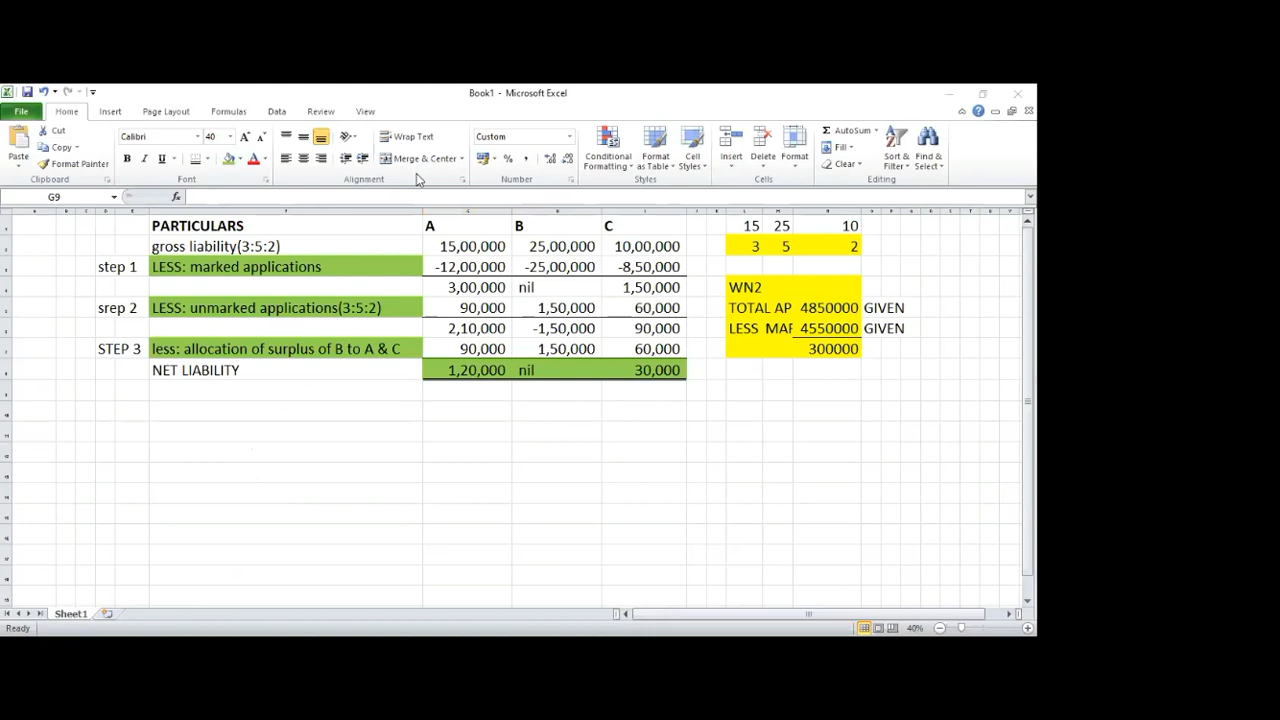 Book1 - Microsoft Excel
File Home Insert Page Layout Formulas Data Review View
Cut
Calibri 40 Wrap Text Custom AutoSum
Copy Fill
Paste Format Painter B I U Merge & Center % , Conditional Formatting Format as Table Cell Styles Insert Delete Format Clear Sort & Filter Find & Select
Clipboard Font Alignment Number Styles Cells Editing
G9 fx
PARTICULARS A B C 15 25 10
gross liability(3:5:2) 15,00,000 25,00,000 10,00,000 3 5 2
step 1 LESS: marked applications -12,00,000 -25,00,000 -8,50,000
3,00,000 nil 1,50,000 WN2
srep 2 LESS: unmarked applications(3:5:2) 90,000 1,50,000 60,000 TOTAL AP 4850000 GIVEN
2,10,000 -1,50,000 90,000 LESS MAR 4550000 GIVEN
STEP 3 less: allocation of surplus of B to A & C 90,000 1,50,000 60,000 300000
NET LIABILITY 1,20,000 nil 30,000
Sheet1
Ready 40%